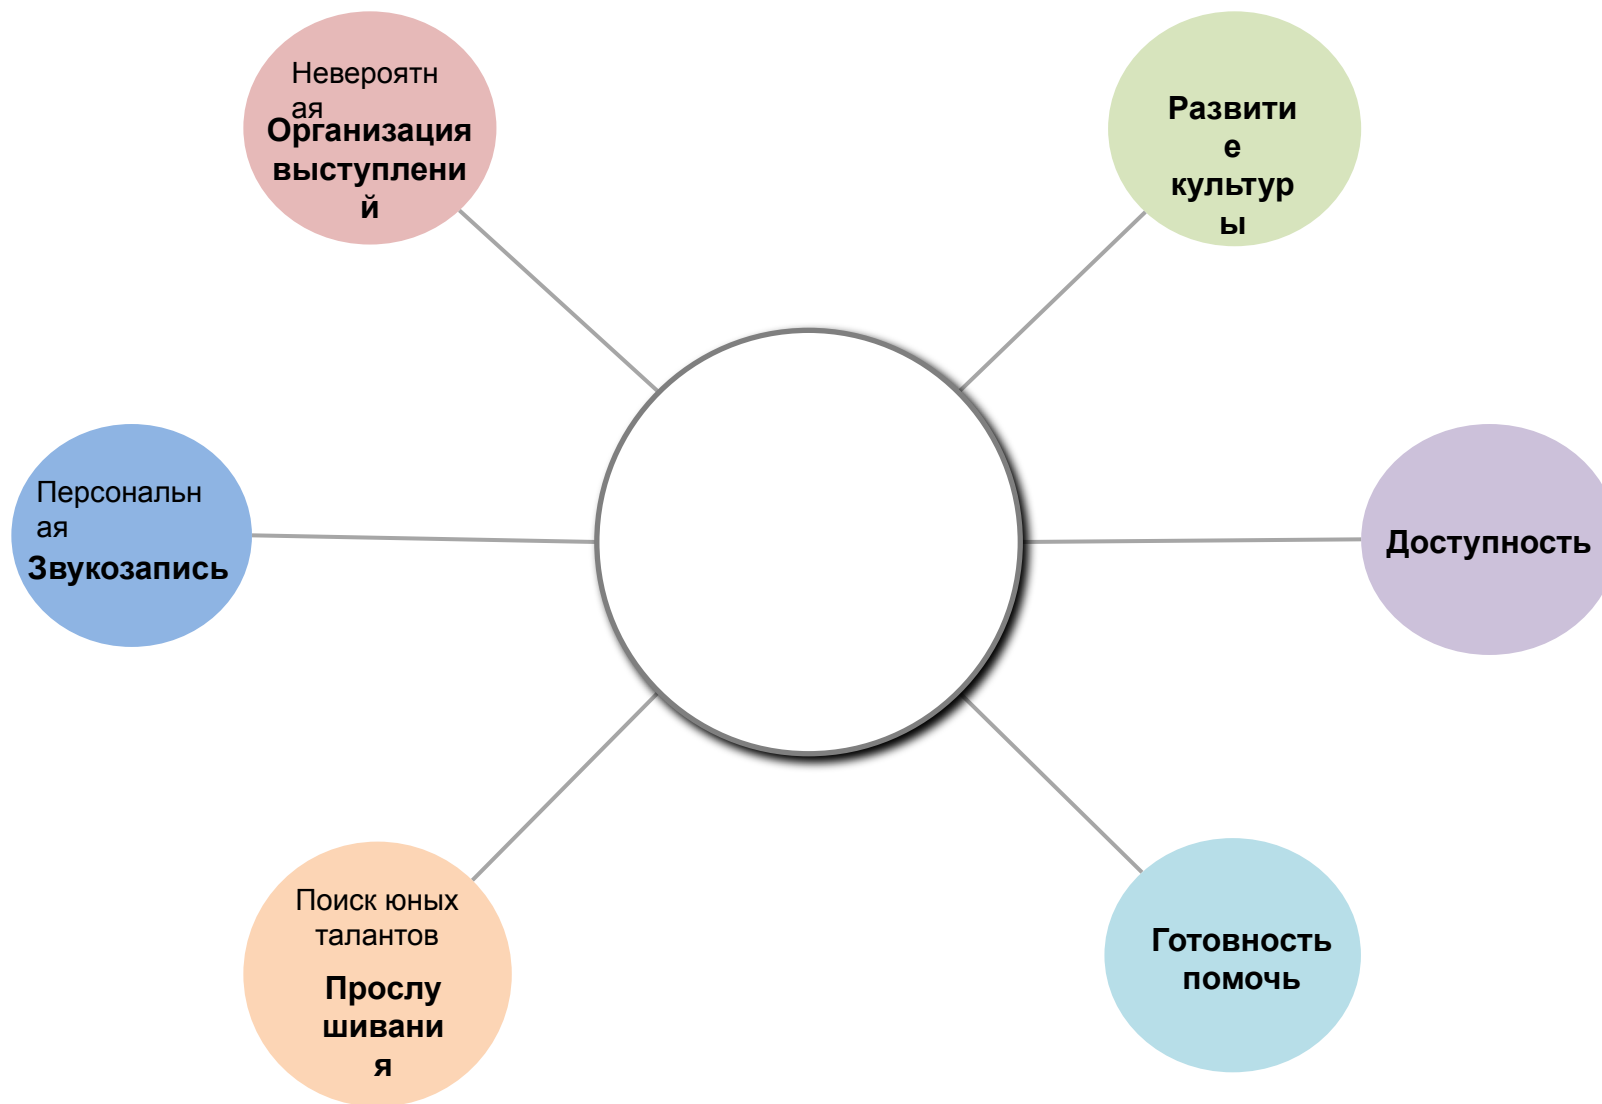 Невероятн
ая
Организация
выступлени
й
Развити
е
культур
ы
Персональн
ая
Звукозапись
Доступность
Поиск юных
талантов
Прослу
шивани
я
Готовность
помочь